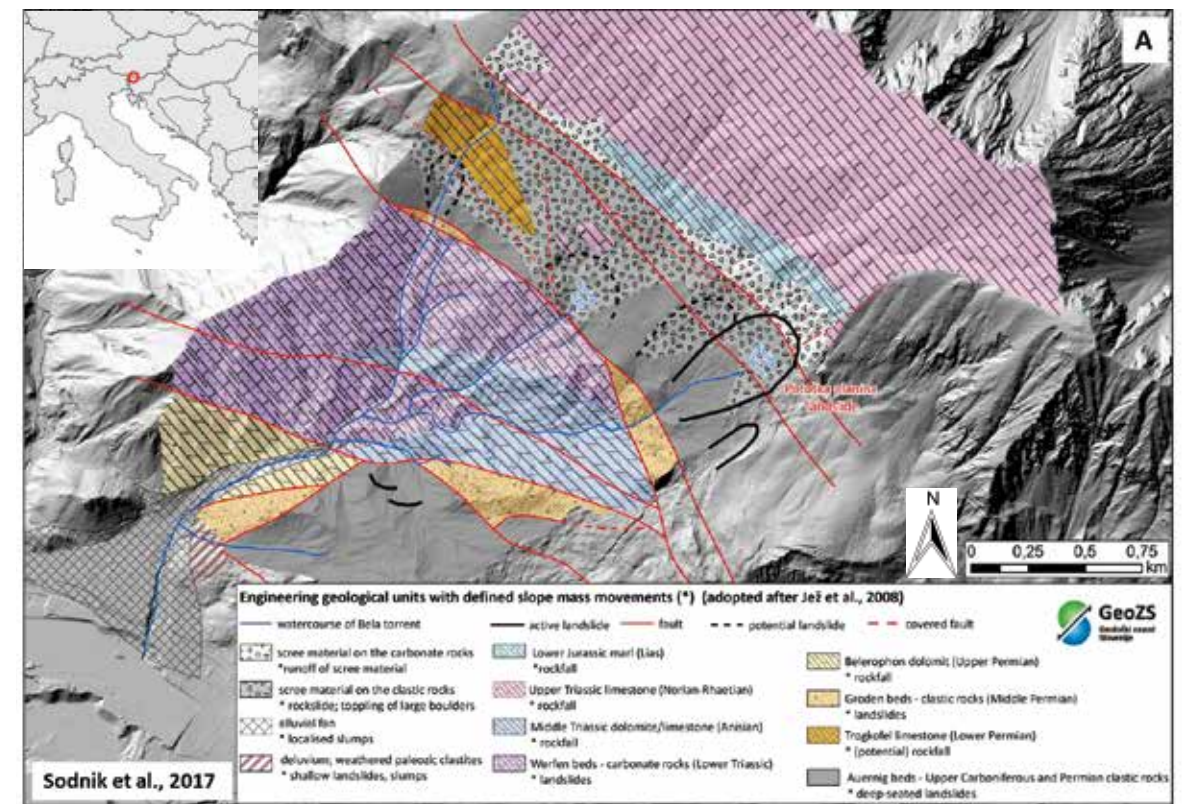 A
Potoška planina
landslide
N
0 0,25 0,5 0,75
km
Engineering geological units with defined slope mass movements (*) (adopted after Jež et al., 2008)
watercourse of Bela torrent
active landslide
fault
potential landslide
covered fault
scree material on the carbonate rocks
*runoff of scree material
scree material on the clastic rocks
* rockslide; toppling of large boulders
alluvial fan
* localised slumps
deluvium; weathered paleozic clastites
* shallow landslides, slumps
Lower Jurassic marl (Lias)
*rockfall
Upper Triassic limestone (Norian-Rhaetian)
* rockfall
Middle Triassic dolomite/limestone (Anisian)
* rockfall
Werfen beds - carbonate rocks (Lower Triassic)
* landslides
Belerophon dolomit (Upper Permian)
* rockfall
Groden beds - clastic rocks (Middle Permian)
* landslides
Trogkofel limestone (Lower Permian)
* (potential) rockfall
Auernig beds - Upper Carboniferous and Permian clastic rocks
* deep-seated landslides
GeoZS
Geološki zavod
Slovenije
Sodnik et al., 2017